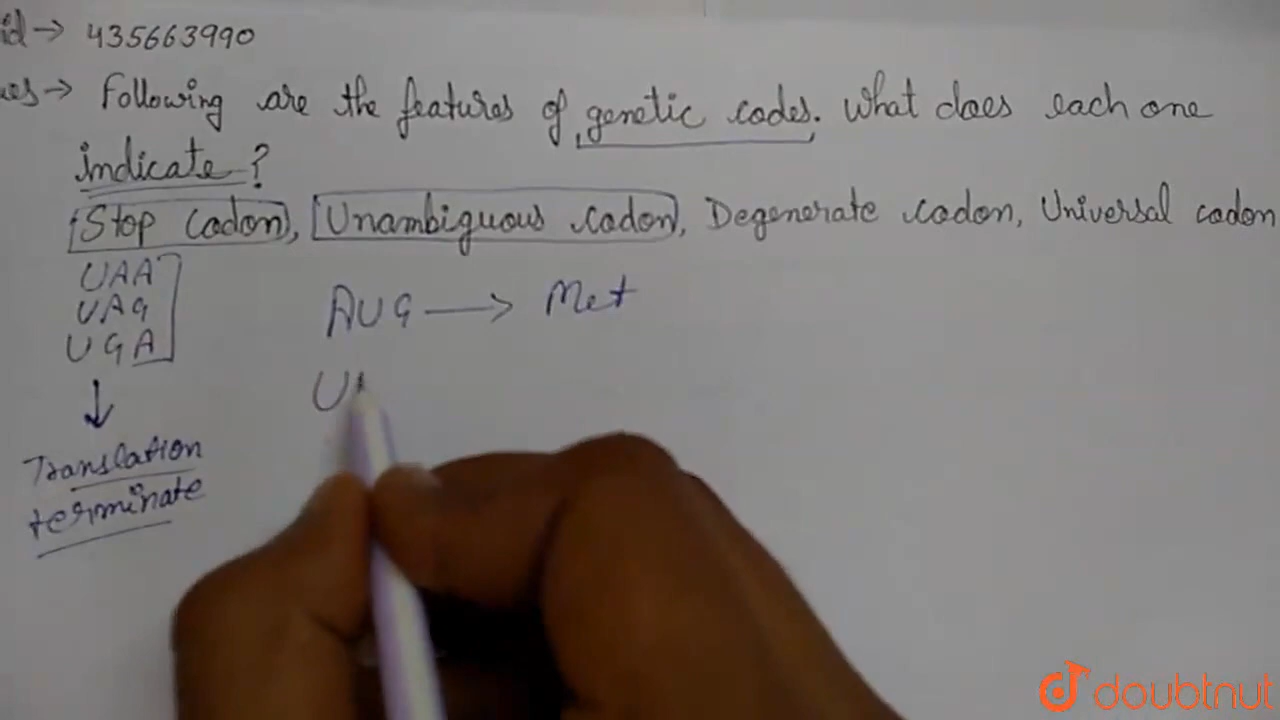 id → 435663990
ues → Following are the features of genetic codes. What does each one
indicate?
Stop Codon, Unambiguous codon, Degenerate codon, Universal codon
UAA
UAG
UGA
AUG → Met
U
↓
Translation
terminate
doubtnut